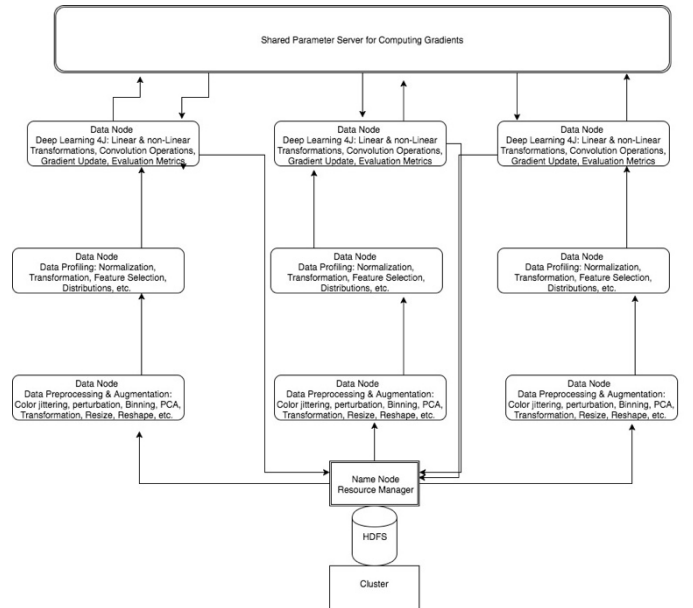 Shared Parameter Server for Computing Gradients
Data Node
Deep Learning 4J: Linear & non-Linear
Transformations, Convolution Operations,
Gradient Update, Evaluation Metrics
Data Node
Deep Learning 4J: Linear & non-Linear
Transformations, Convolution Operations,
Gradient Update, Evaluation Metrics
Data Node
Deep Learning 4J: Linear & non-Linear
Transformations, Convolution Operations,
Gradient Update, Evaluation Metrics
Data Node
Data Profiling: Normalization,
Transformation, Feature Selection,
Distributions, etc.
Data Node
Data Profiling: Normalization,
Transformation, Feature Selection,
Distributions, etc.
Data Node
Data Profiling: Normalization,
Transformation, Feature Selection,
Distributions, etc.
Data Node
Data Preprocessing & Augmentation:
Color jittering, perturbation, Binning, PCA,
Transformation, Resize, Reshape, etc.
Data Node
Data Preprocessing & Augmentation:
Color jittering, perturbation, Binning, PCA,
Transformation, Resize, Reshape, etc.
Data Node
Data Preprocessing & Augmentation:
Color jittering, perturbation, Binning, PCA,
Transformation, Resize, Reshape, etc.
Name Node
Resource Manager
HDFS
Cluster